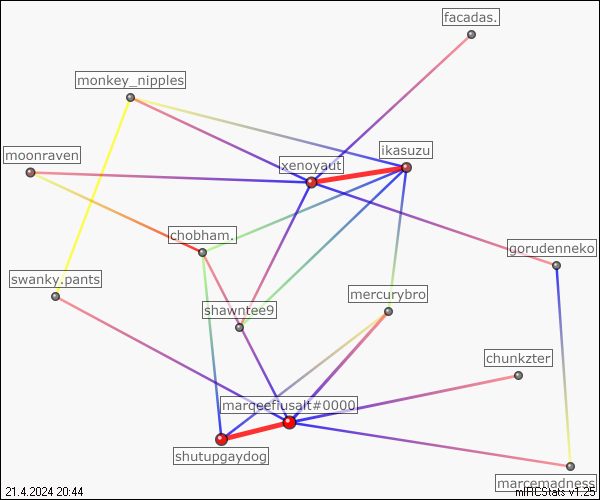 facadas.
monkey_nipples
ikasuzu
moonraven
xenoyaut
chobham.
gorudenneko
swanky.pants
mercurybro
shawntee9
chunkzter
marqeefiusalt#0000
shutupgaydog
marcemadness
21.4.2024 20:44
mIRCStats v1.25